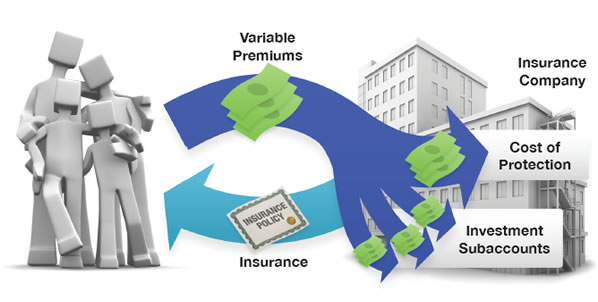 Variable
Premiums
Insurance
Company
Cost of
Protection
INSURANCE
POLICY
Investment
Subaccounts
Insurance